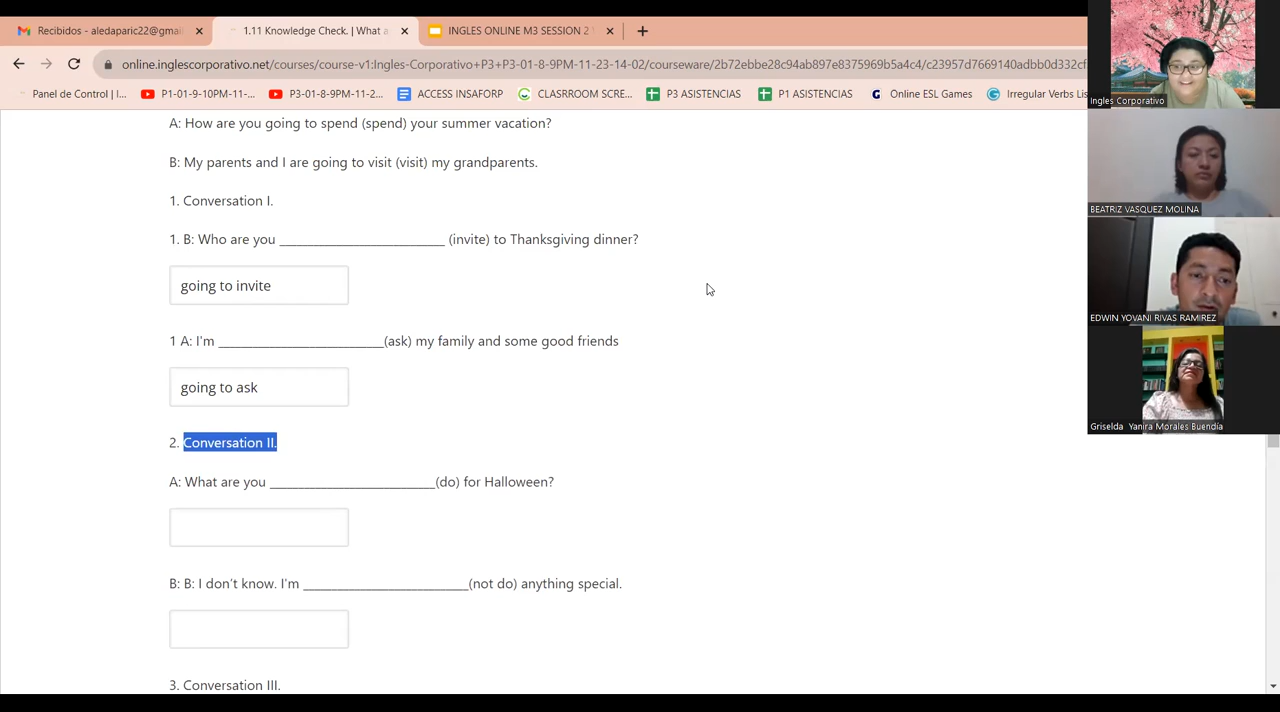 Recibidos - aledaparic22@gmai
1.11 Knowledge Check. | What a
INGLES ONLINE M3 SESSION 2
online.inglescorporativo.net/courses/course-v1:Ingles-Corporativo+P3+P3-01-8-9PM-11-23-14-02/courseware/2b72ebbe28c94ab897e8375969b5a4c4/c23957d7669140adbb0d332cf
Panel de Control | I...
P1-01-9-10PM-11-...
P3-01-8-9PM-11-2...
ACCESS INSAFORP
CLASRROOM SCRE...
P3 ASISTENCIAS
P1 ASISTENCIAS
Online ESL Games
Irregular Verbs Lis
A: How are you going to spend (spend) your summer vacation?
B: My parents and I are going to visit (visit) my grandparents.
1. Conversation I.
1. B: Who are you ________________________ (invite) to Thanksgiving dinner?
going to invite
1 A: I'm ________________________(ask) my family and some good friends
going to ask
2. Conversation II.
A: What are you ________________________(do) for Halloween?
B: B: I don't know. I'm ________________________(not do) anything special.
3. Conversation III.
Ingles Corporativo
BEATRIZ VASQUEZ MOLINA
EDWIN YOVANI RIVAS RAMIREZ
Griselda Yanira Morales Buendía